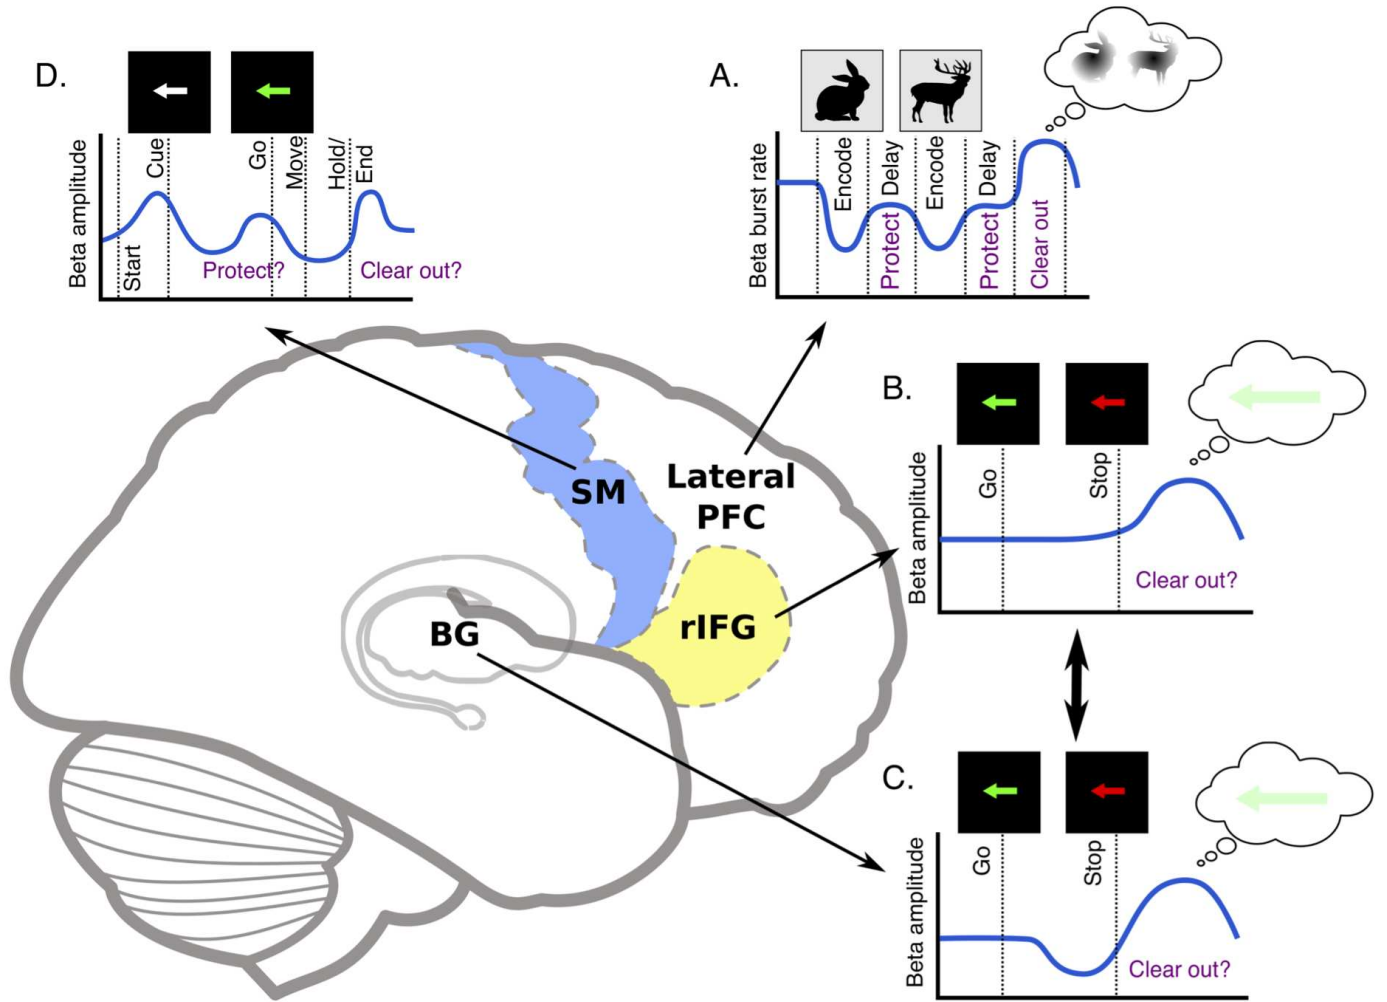 D.
Beta amplitude
Start
Cue
Go
Move
Hold/
End
Protect?
Clear out?
A.
Beta burst rate
Encode
Delay
Encode
Delay
Protect
Protect
Clear out
SM
Lateral
PFC
rIFG
BG
B.
Beta amplitude
Go
Stop
Clear out?
C.
Beta amplitude
Go
Stop
Clear out?